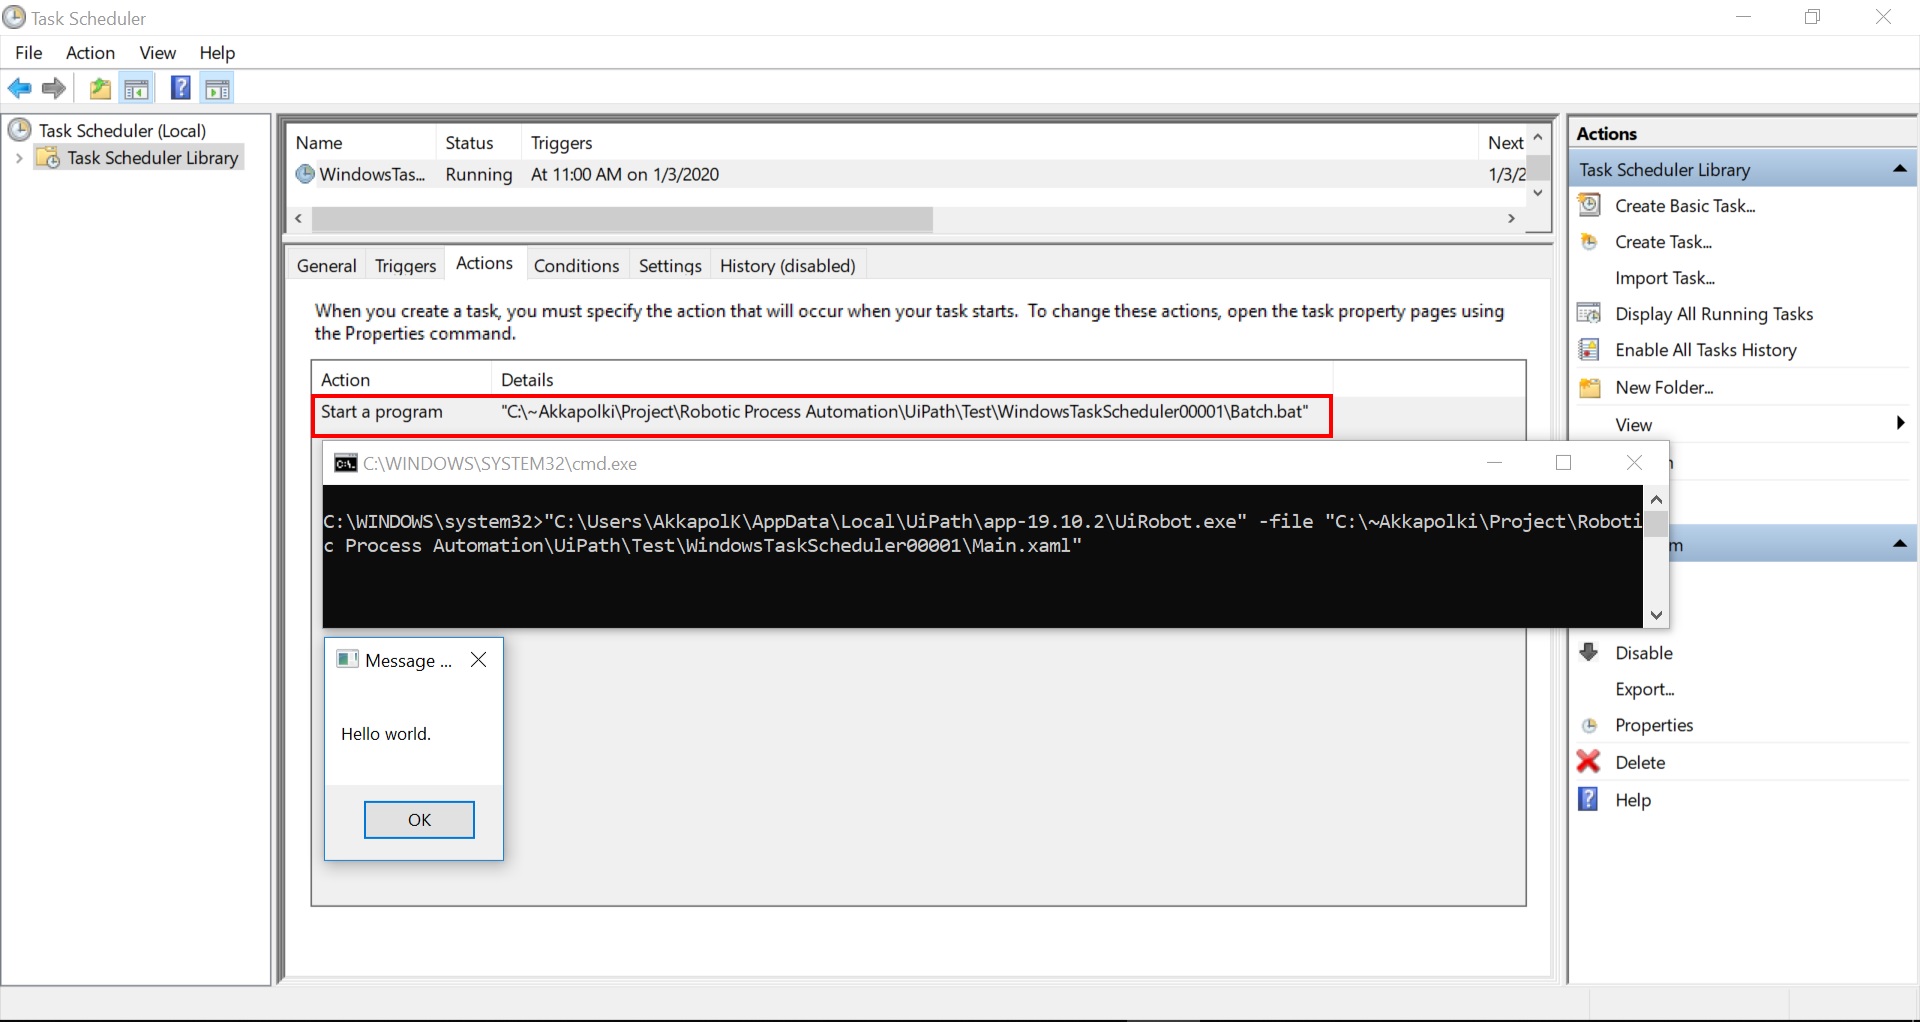 Task Scheduler
File Action View Help
Task Scheduler (Local)
Task Scheduler Library
Name Status Triggers Next
WindowsTas... Running At 11:00 AM on 1/3/2020 1/3/2
General Triggers Actions Conditions Settings History (disabled)
When you create a task, you must specify the action that will occur when your task starts. To change these actions, open the task property pages using
the Properties command.
Action Details
Start a program "C:\~Akkapolki\Project\Robotic Process Automation\UiPath\Test\WindowsTaskScheduler00001\Batch.bat"
C:\WINDOWS\SYSTEM32\cmd.exe
C:\WINDOWS\system32>"C:\Users\AkkapolK\AppData\Local\UiPath\app-19.10.2\UiRobot.exe" -file "C:\~Akkapolki\Project\Roboti
c Process Automation\UiPath\Test\WindowsTaskScheduler00001\Main.xaml"
Message ...
Hello world.
OK
Actions
Task Scheduler Library
Create Basic Task...
Create Task...
Import Task...
Display All Running Tasks
Enable All Tasks History
New Folder...
View
Disable
Export...
Properties
Delete
Help